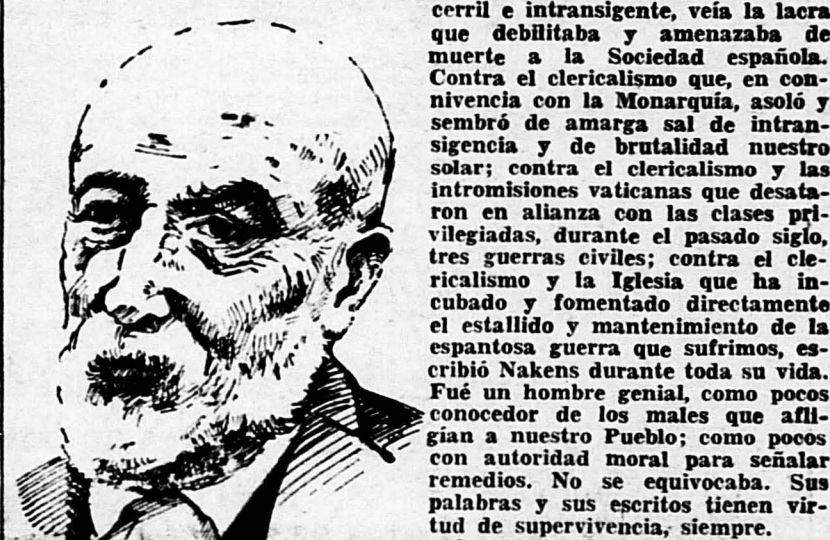 cerril e intransigente, veía la lacra
que debilitaba y amenazaba de
muerte a la Sociedad española.
Contra el clericalismo que, en con-
nivencia con la Monarquía, asoló y
sembró de amarga sal de intran-
sigencia y de brutalidad nuestro
solar; contra el clericalismo y las
intromisiones vaticanas que desata-
ron en alianza con las clases pri-
vilegiadas, durante el pasado siglo,
tres guerras civiles; contra el cle-
ricalismo y la Iglesia que ha in-
cubado y fomentado directamente
el estallido y mantenimiento de la
espantosa guerra que sufrimos, es-
cribió Nakens durante toda su vida.
Fué un hombre genial, como pocos
conocedor de los males que afli-
gían a nuestro Pueblo; como pocos
con autoridad moral para señalar
remedios. No se equivocaba. Sus
palabras y sus escritos tienen vir-
tud de supervivencia, siempre.